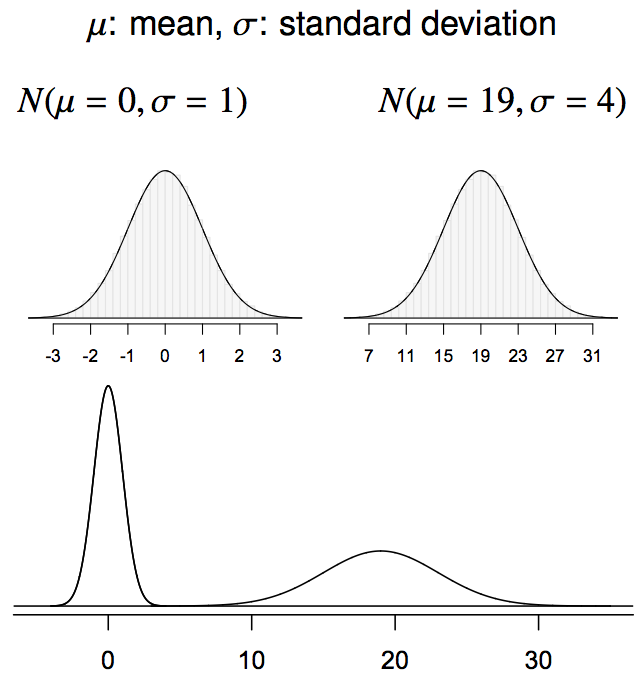 μ: mean, σ: standard deviation
N(μ = 0, σ = 1)
N(μ = 19, σ = 4)
-3 -2 -1 0 1 2 3
7 11 15 19 23 27 31
0 10 20 30